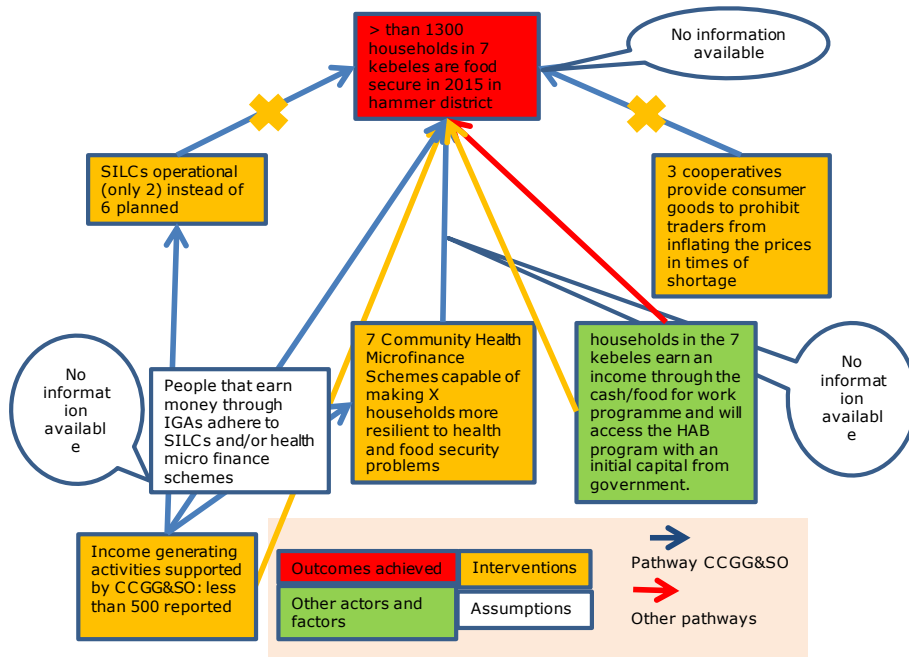 > than 1300
households in 7
kebeles are food
secure in 2015 in
hammer district
No information
available
SILCs operational
(only 2) instead of
6 planned
3 cooperatives
provide consumer
goods to prohibit
traders from
inflating the prices
in times of
shortage
No
informat
ion
availabl
e
People that earn
money through
IGAs adhere to
SILCs and/or health
micro finance
schemes
7 Community Health
Microfinance
Schemes capable of
making X
households more
resilient to health
and food security
problems
households in the 7
kebeles earn an
income through the
cash/food for work
programme and will
access the HAB
program with an
initial capital from
government.
No
informat
ion
availabl
e
Income generating
activities supported
by CCGG&SO: less
than 500 reported
Outcomes achieved
Interventions
Other actors and
factors
Assumptions
Pathway CCGG&SO
Other pathways